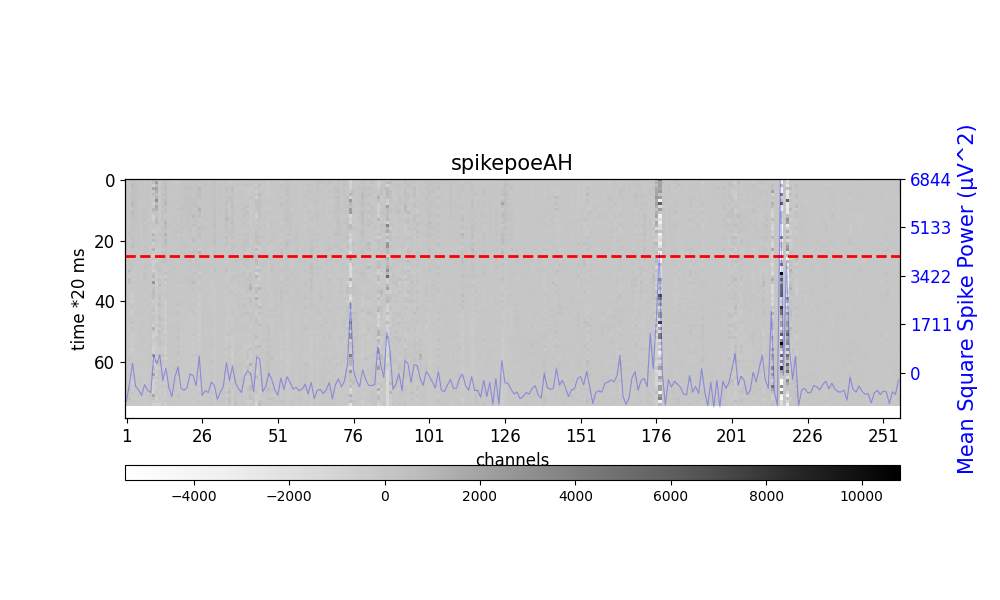 spikepoeAH
time *20 ms
0
20
40
60
6844
5133
3422
1711
0
Mean Square Spike Power (µV^2)
1 26 51 76 101 126 151 176 201 226 251
channels
−4000 −2000 0 2000 4000 6000 8000 10000